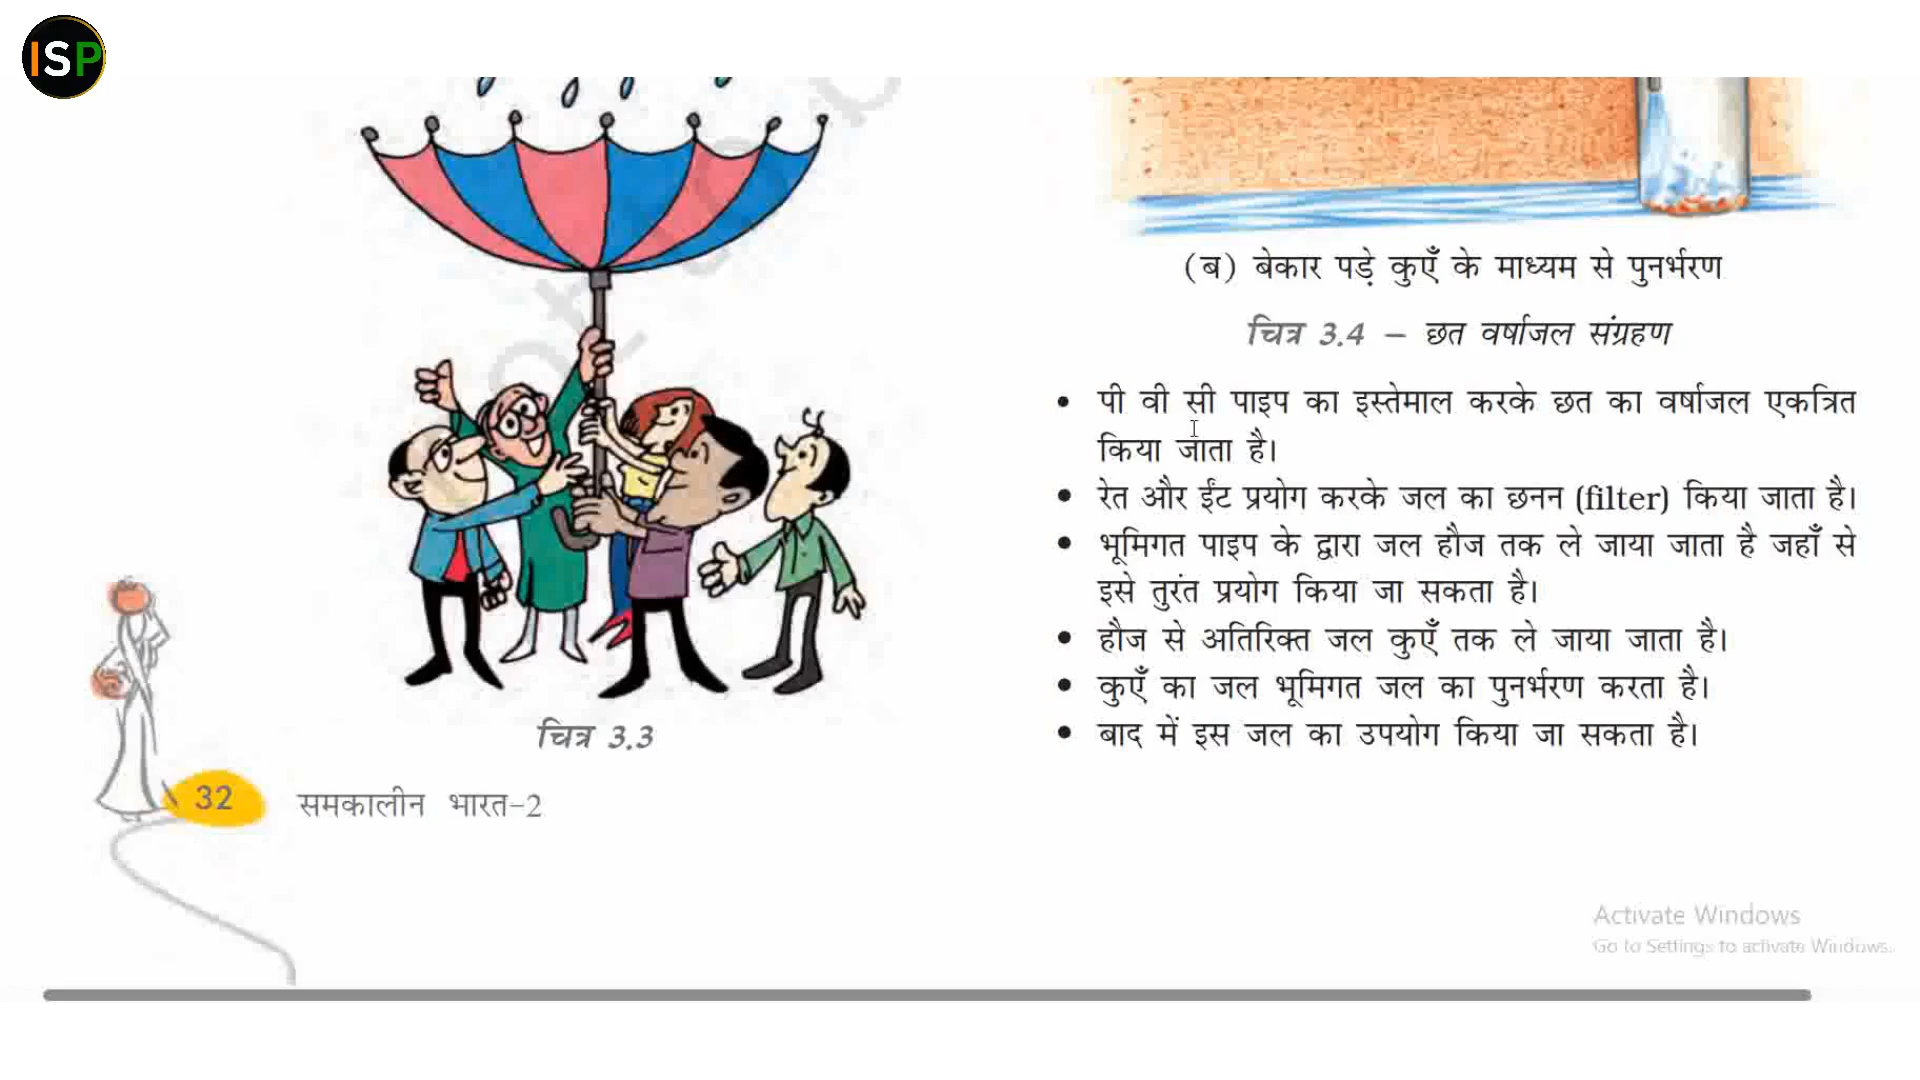 ISP
चित्र 3.3
32 समकालीन भारत-2
(ब) बेकार पड़े कुएँ के माध्यम से पुनर्भरण
चित्र 3.4 – छत वर्षाजल संग्रहण
• पी वी सी पाइप का इस्तेमाल करके छत का वर्षाजल एकत्रित
किया जाता है।
• रेत और ईंट प्रयोग करके जल का छनन (filter) किया जाता है।
• भूमिगत पाइप के द्वारा जल हौज तक ले जाया जाता है जहाँ से
इसे तुरंत प्रयोग किया जा सकता है।
• हौज से अतिरिक्त जल कुएँ तक ले जाया जाता है।
• कुएँ का जल भूमिगत जल का पुनर्भरण करता है।
• बाद में इस जल का उपयोग किया जा सकता है।
Activate Windows
Go to Settings to activate Windows.